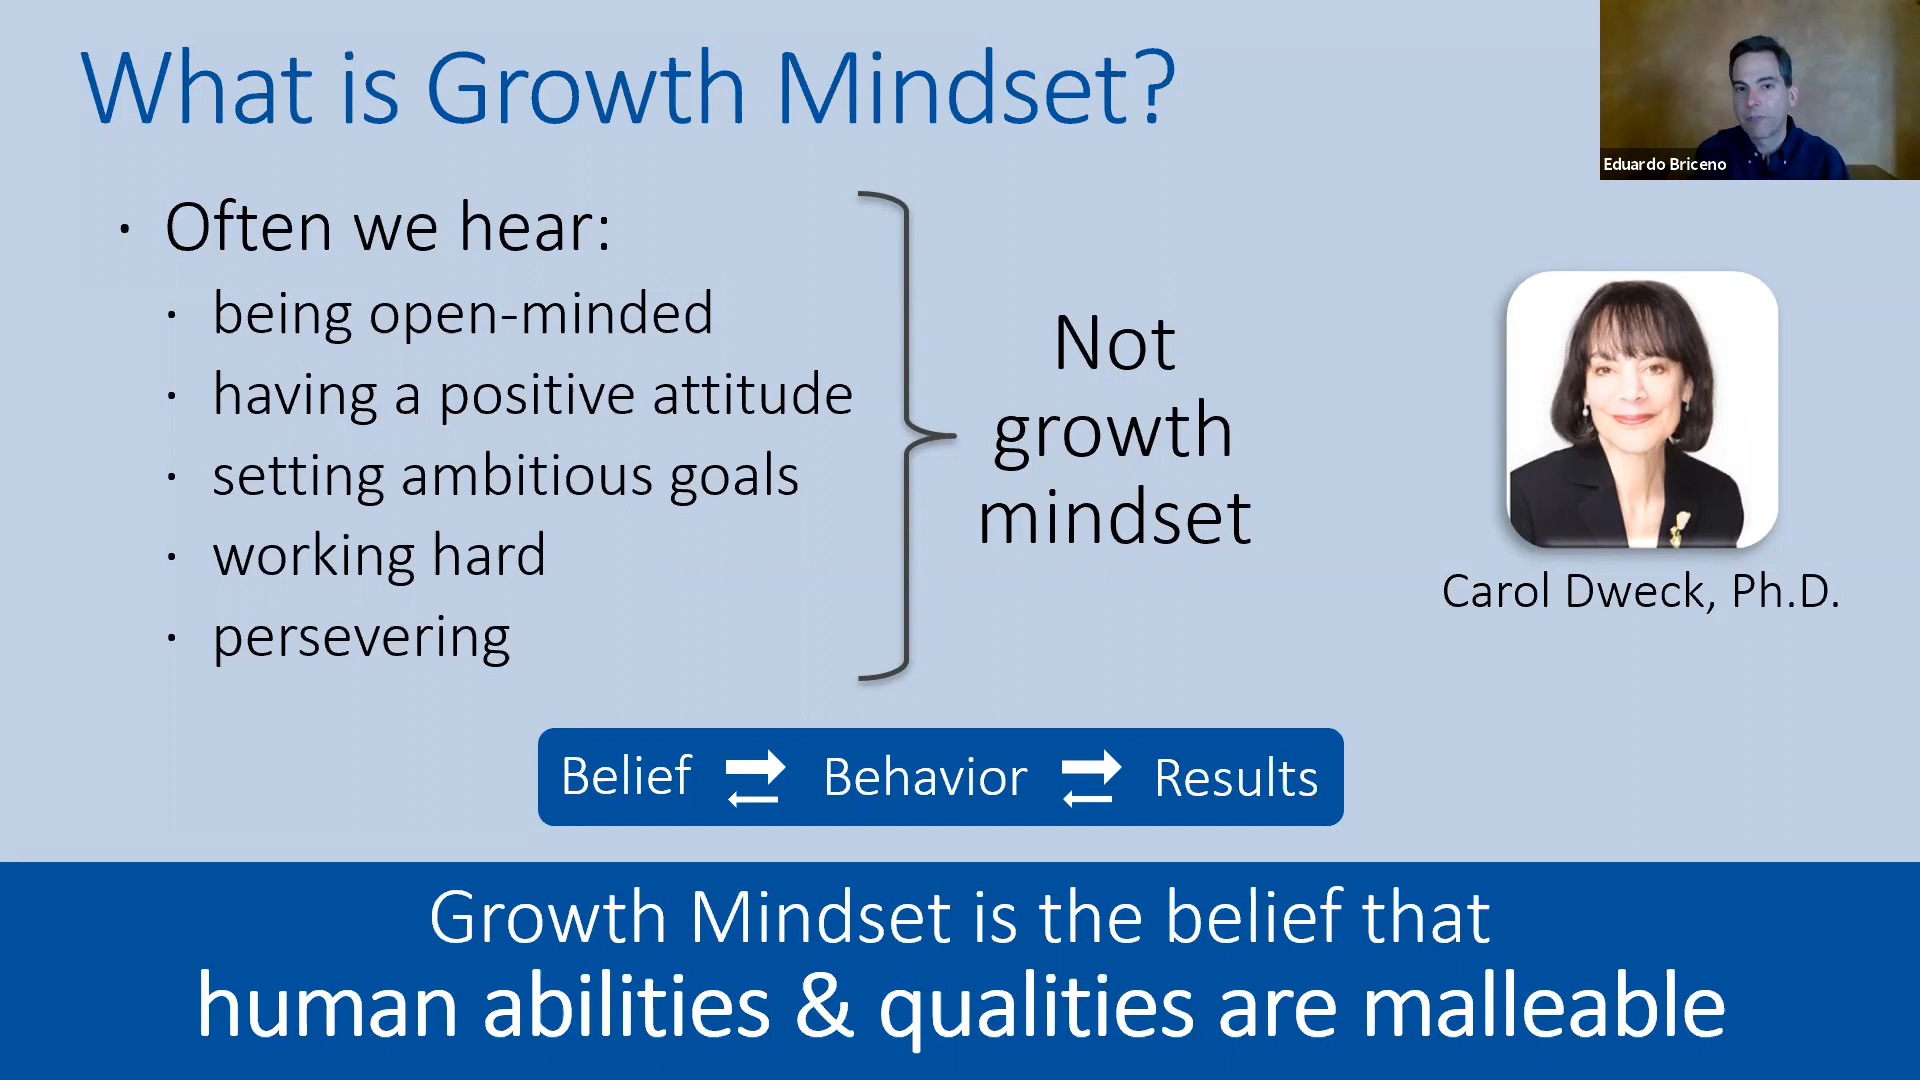 What is Growth Mindset?
Eduardo Briceno
· Often we hear:
· being open-minded
· having a positive attitude
· setting ambitious goals
· working hard
· persevering
Not
growth
mindset
Carol Dweck, Ph.D.
Belief Behavior Results
Growth Mindset is the belief that
human abilities & qualities are malleable